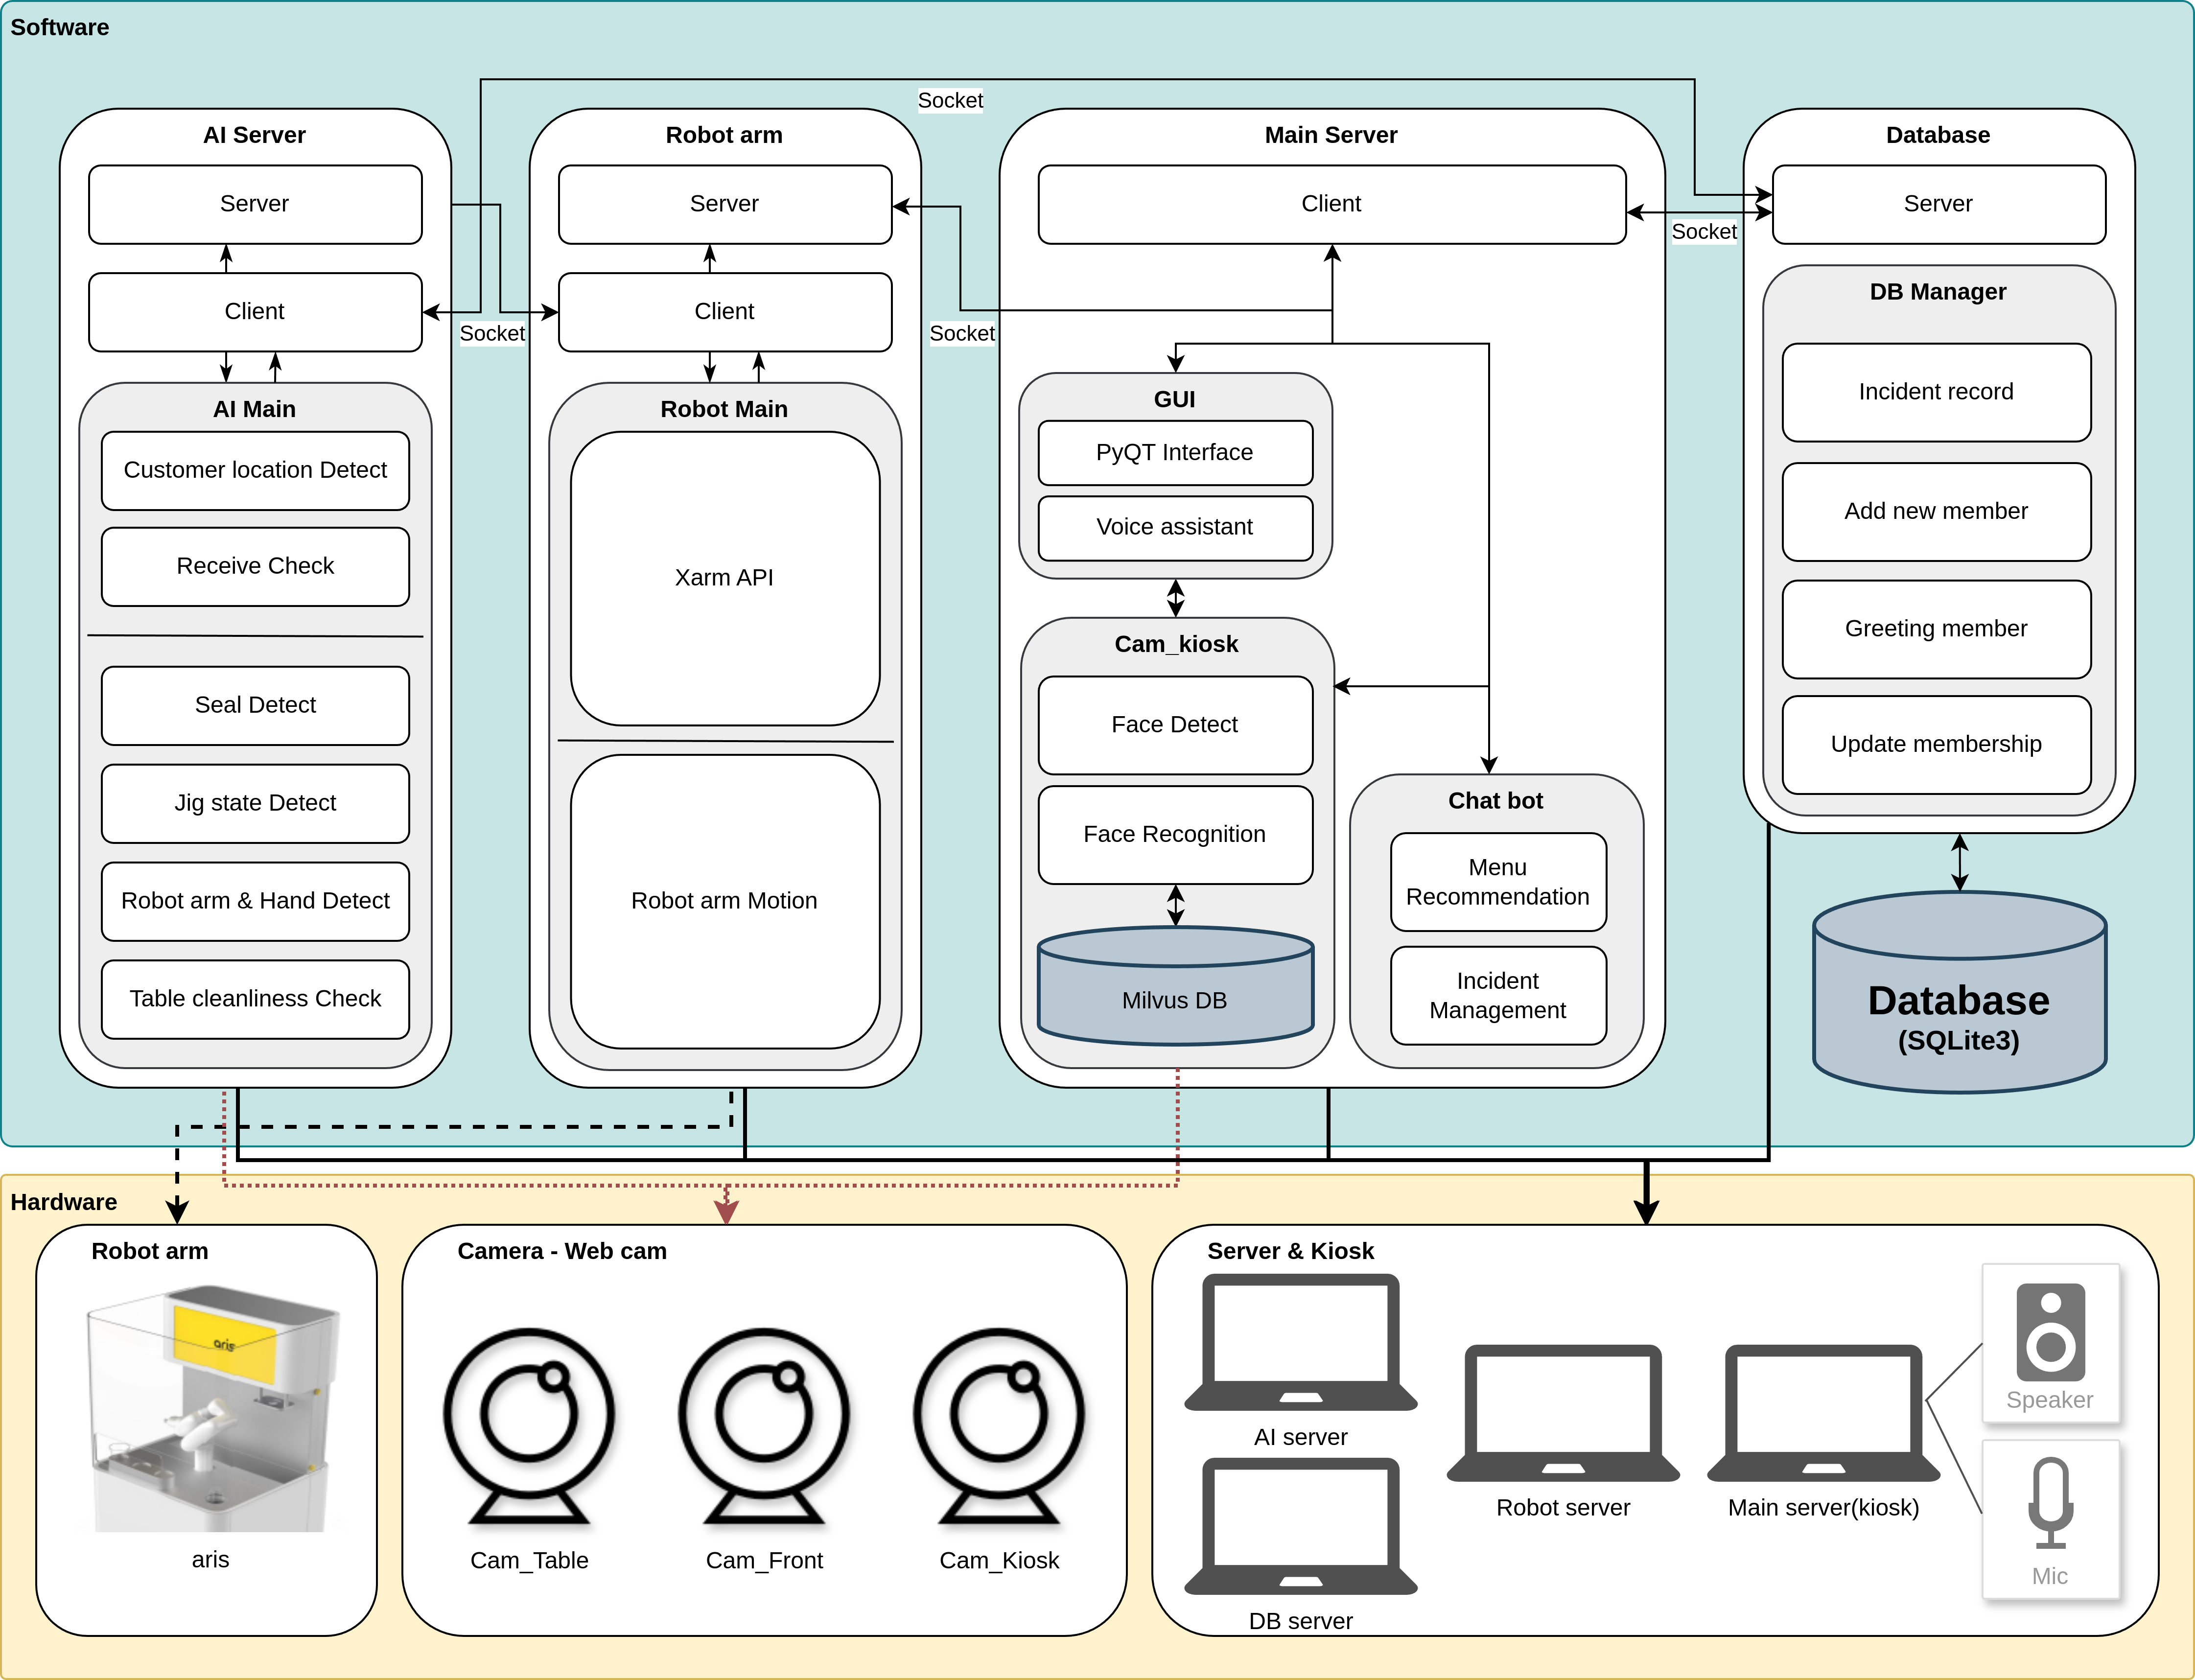 Software
Socket
AI Server
Server
Client
Socket
AI Main
Customer location Detect
Receive Check
Seal Detect
Jig state Detect
Robot arm & Hand Detect
Table cleanliness Check
Robot arm
Server
Client
Socket
Robot Main
Xarm API
Robot arm Motion
Main Server
Client
Socket
GUI
PyQT Interface
Voice assistant
Cam_kiosk
Face Detect
Face Recognition
Milvus DB
Chat bot
Menu
Recommendation
Incident
Management
Database
Server
DB Manager
Incident record
Add new member
Greeting member
Update membership
Database
(SQLite3)
Hardware
Robot arm
aris
aris
Camera - Web cam
Cam_Table
Cam_Front
Cam_Kiosk
Server & Kiosk
AI server
DB server
Robot server
Main server(kiosk)
Speaker
Mic